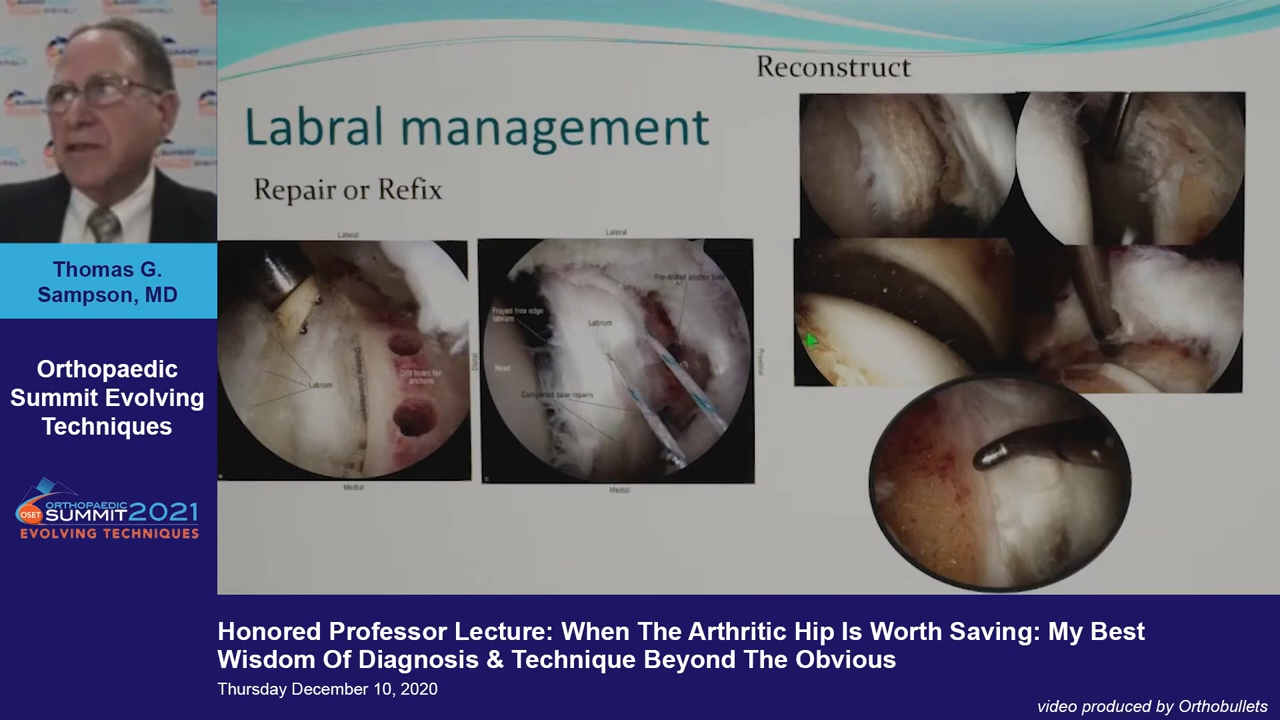 Thomas G.
Sampson, MD
Orthopaedic
Summit Evolving
Techniques
OSET
ORTHOPAEDIC
SUMMIT 2021
EVOLVING TECHNIQUES
Labral management
Repair or Refix
Reconstruct
Lateral
Labrum
Drill holes for
anchors
Medial
Distal
Lateral
Pre-drilled anchor hole
Frayed free edge
labrum
Labrum
Head
Completed base repairs
Proximal
Medial
Honored Professor Lecture: When The Arthritic Hip Is Worth Saving: My Best
Wisdom Of Diagnosis & Technique Beyond The Obvious
Thursday December 10, 2020
video produced by Orthobullets